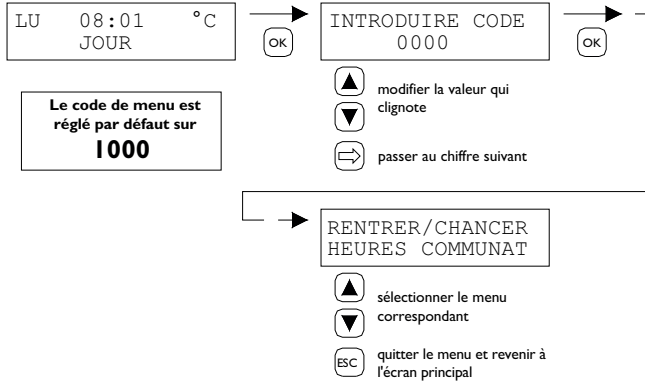 LU 08:01 °C
JOUR
OK
INTRODUIRE CODE
0000
OK
modifier la valeur qui
clignote
passer au chiffre suivant
Le code de menu est
réglé par défaut sur
1000
RENTRER/CHANCER
HEURES COMMUNAT
sélectionner le menu
correspondant
ESC
quitter le menu et revenir à
l'écran principal